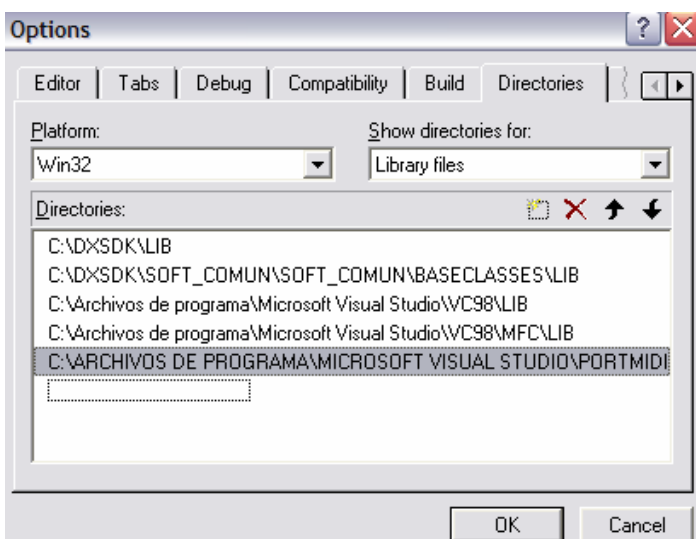 Options
Editor Tabs Debug Compatibility Build Directories
Platform: Show directories for:
Win32 Library files
Directories:
C:\DXSDK\LIB
C:\DXSDK\SOFT_COMUN\SOFT_COMUN\BASECLASSES\LIB
C:\Archivos de programa\Microsoft Visual Studio\VC98\LIB
C:\Archivos de programa\Microsoft Visual Studio\VC98\MFC\LIB
C:\ARCHIVOS DE PROGRAMA\MICROSOFT VISUAL STUDIO\PORTMIDI
OK Cancel